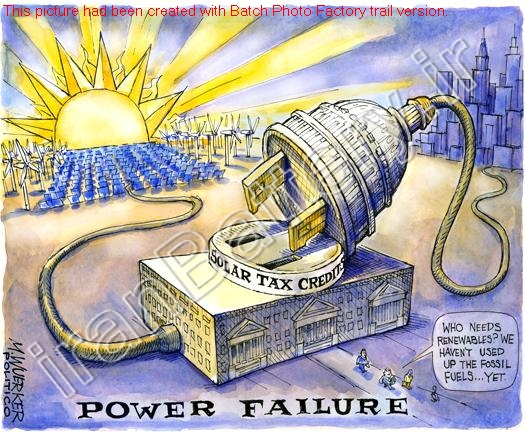 This picture had been created with Batch Photo Factory trail version.
SOLAR TAX CREDITS
WHO NEEDS
RENEWABLES? WE
HAVEN'T USED
UP THE FOSSIL
FUELS...YET.
M.WUERKER
POLITICO
POWER FAILURE